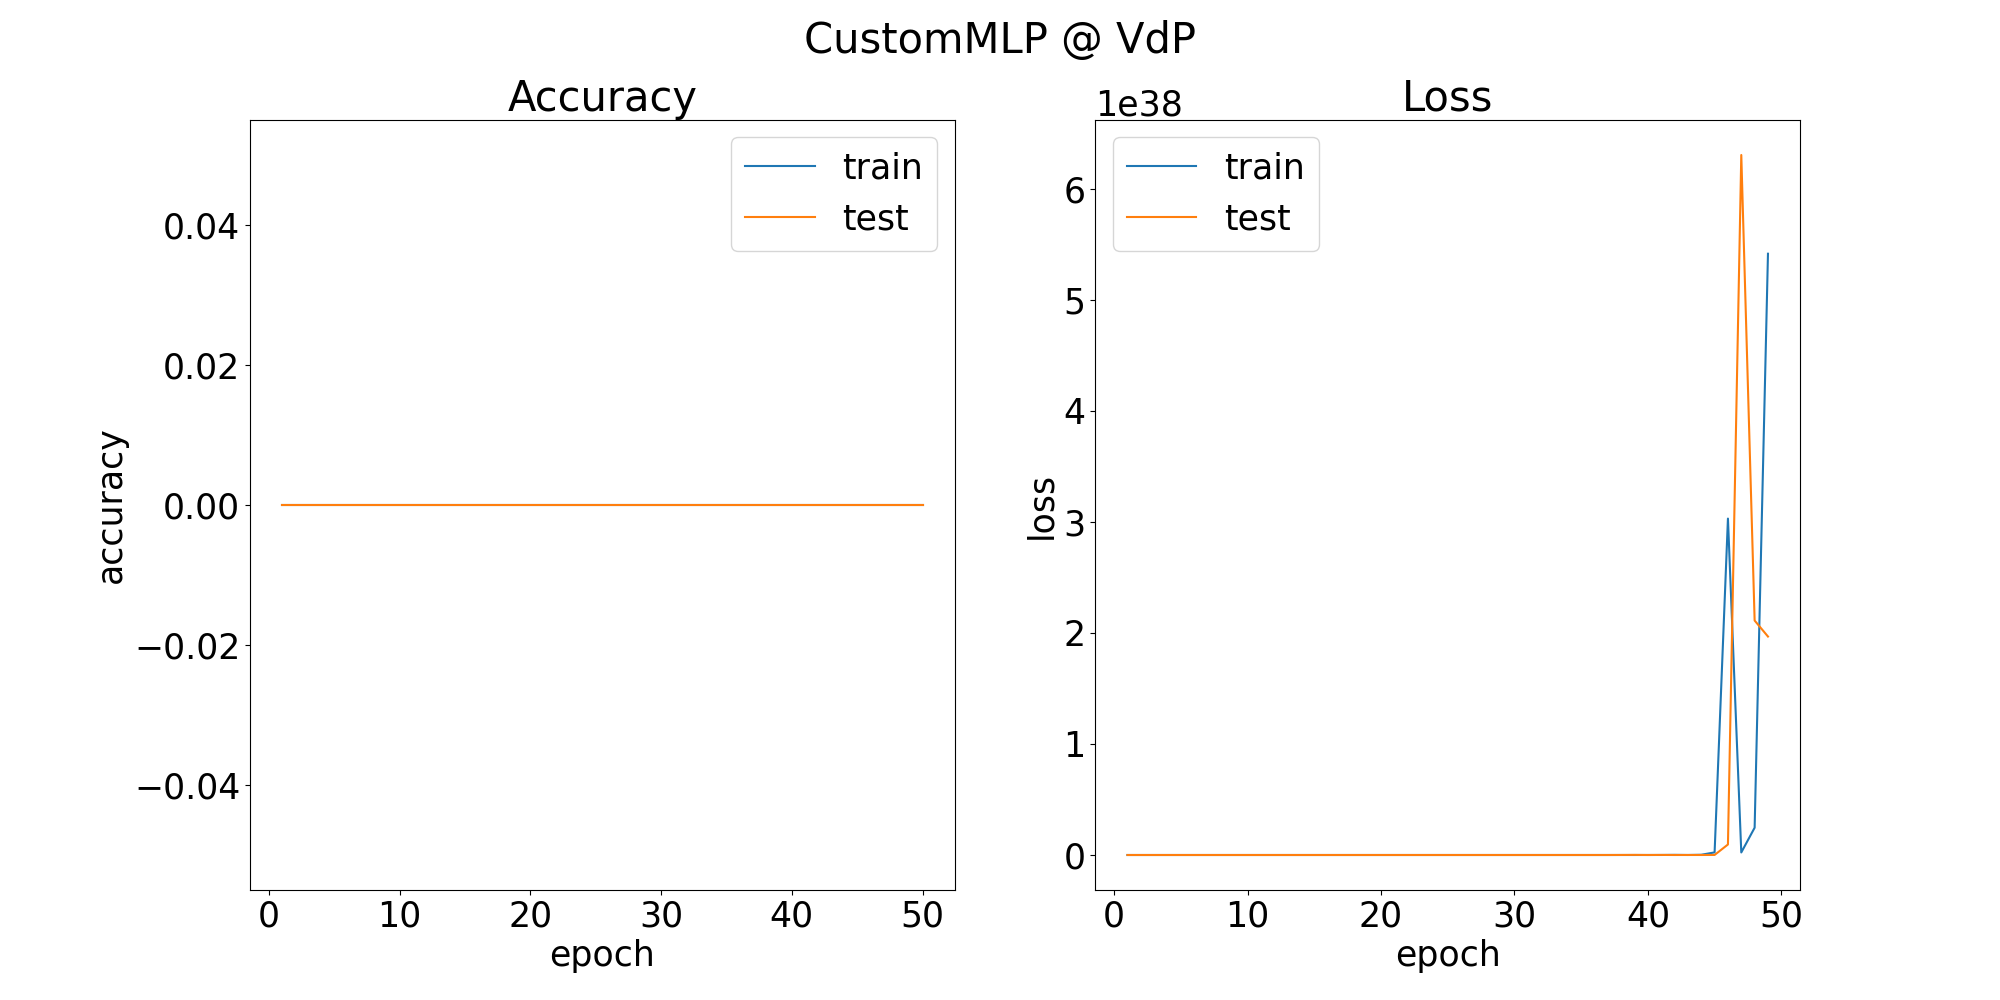 CustomMLP @ VdP
Accuracy
train
test
0.04
0.02
0.00
−0.02
−0.04
accuracy
0 10 20 30 40 50
epoch
Loss
1e38
train
test
6
5
4
3
2
1
0
loss
0 10 20 30 40 50
epoch